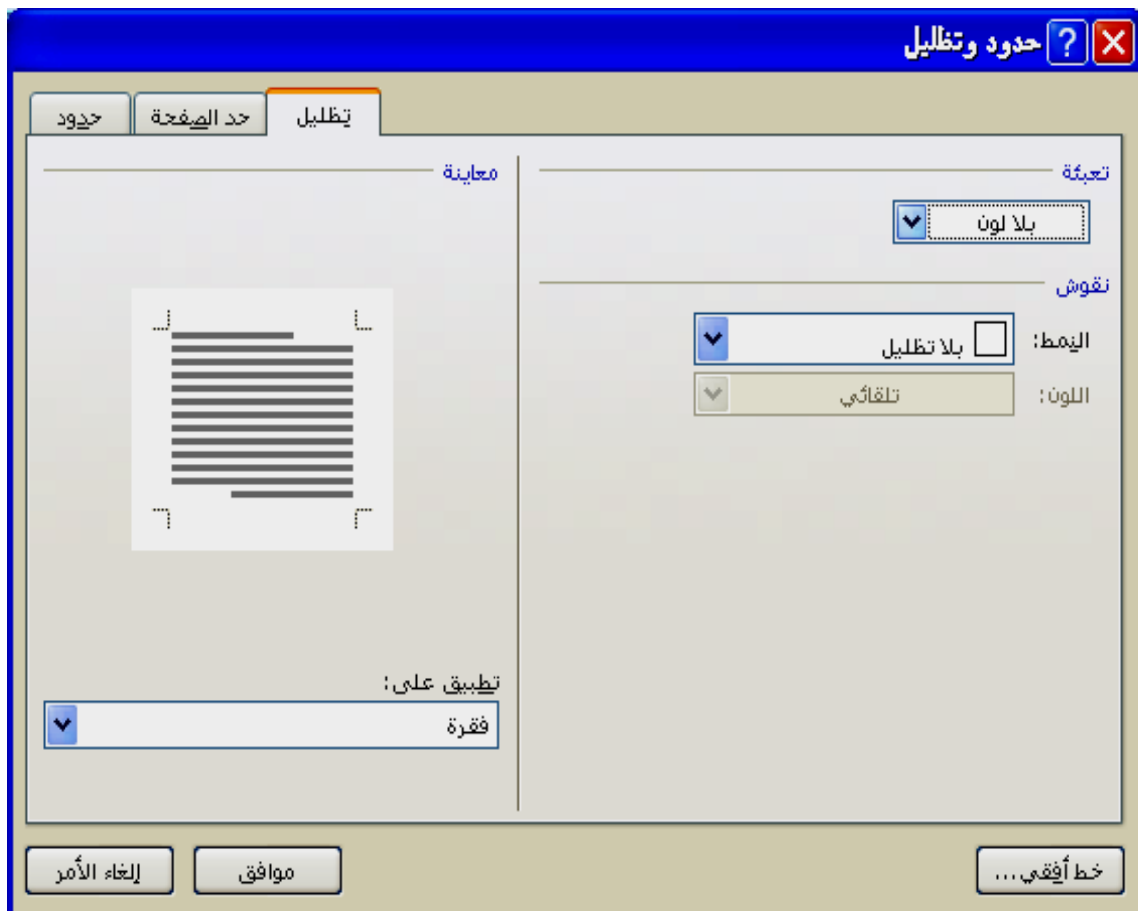 حدود وتظليل
تظليل
حد الصفحة
حدود
تعبئة
بلا لون
نقوش
النمط:
بلا تظليل
اللون:
تلقائي
معاينة
تطبيق على:
فقرة
خط أفقي...
موافق
إلغاء الأمر